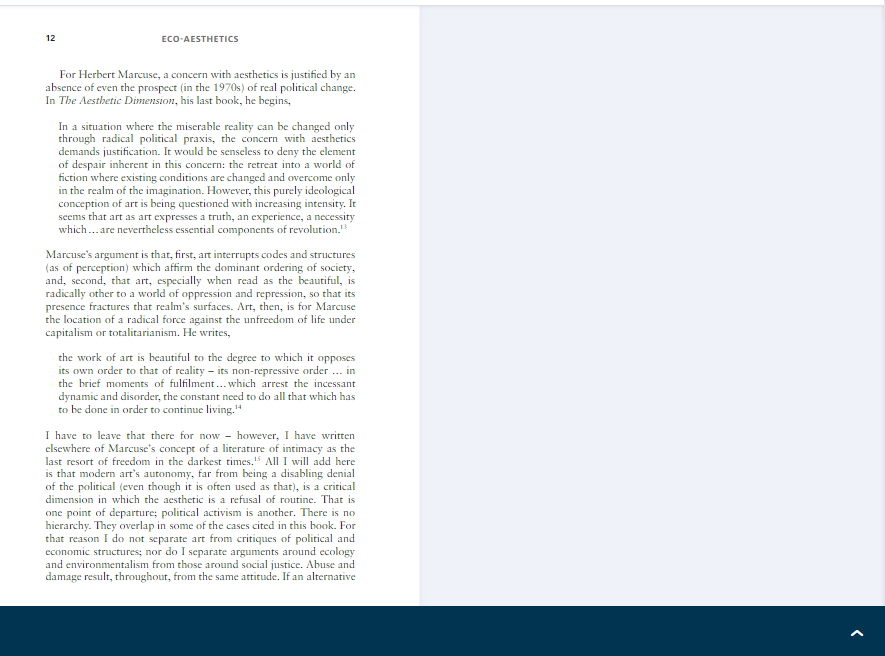 12
ECO-AESTHETICS
For Herbert Marcuse, a concern with aesthetics is justified by an
absence of even the prospect (in the 1970s) of real political change.
In The Aesthetic Dimension, his last book, he begins,
In a situation where the miserable reality can be changed only
through radical political praxis, the concern with aesthetics
demands justification. It would be senseless to deny the element
of despair inherent in this concern: the retreat into a world of
fiction where existing conditions are changed and overcome only
in the realm of the imagination. However, this purely ideological
conception of art is being questioned with increasing intensity. It
seems that art as art expresses a truth, an experience, a necessity
which ... are nevertheless essential components of revolution.13
Marcuse's argument is that, first, art interrupts codes and structures
(as of perception) which affirm the dominant ordering of society,
and, second, that art, especially when read as the beautiful, is
radically other to a world of oppression and repression, so that its
presence fractures that realm's surfaces. Art, then, is for Marcuse
the location of a radical force against the unfreedom of life under
capitalism or totalitarianism. He writes,
the work of art is beautiful to the degree to which it opposes
its own order to that of reality – its non-repressive order ... in
the brief moments of fulfilment ... which arrest the incessant
dynamic and disorder, the constant need to do all that which has
to be done in order to continue living.14
I have to leave that there for now – however, I have written
elsewhere of Marcuse's concept of a literature of intimacy as the
last resort of freedom in the darkest times.15 All I will add here
is that modern art's autonomy, far from being a disabling denial
of the political (even though it is often used as that), is a critical
dimension in which the aesthetic is a refusal of routine. That is
one point of departure; political activism is another. There is no
hierarchy. They overlap in some of the cases cited in this book. For
that reason I do not separate art from critiques of political and
economic structures; nor do I separate arguments around ecology
and environmentalism from those around social justice. Abuse and
damage result, throughout, from the same attitude. If an alternative